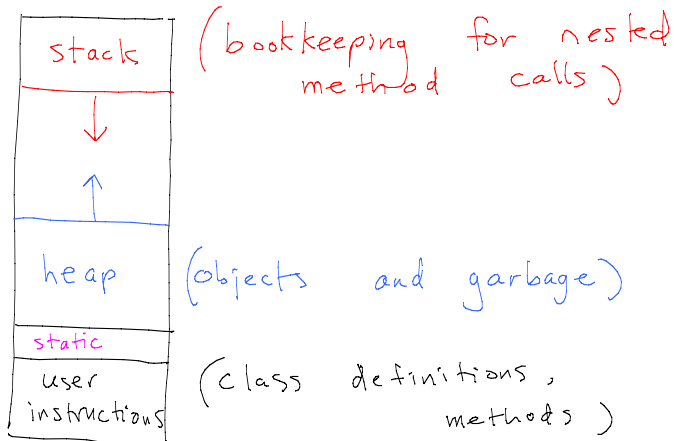 stack (bookkeeping for nested
method calls)
heap (objects and garbage)
static
user (class definitions,
instructions methods)